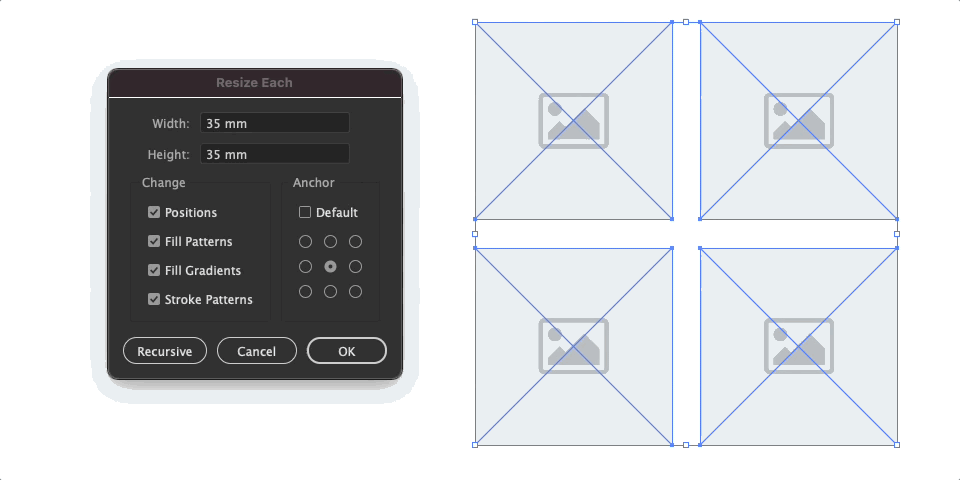 Resize Each
Width: 35 mm
Height: 35 mm
Change
Positions
Fill Patterns
Fill Gradients
Stroke Patterns
Anchor
Default
Recursive Cancel OK